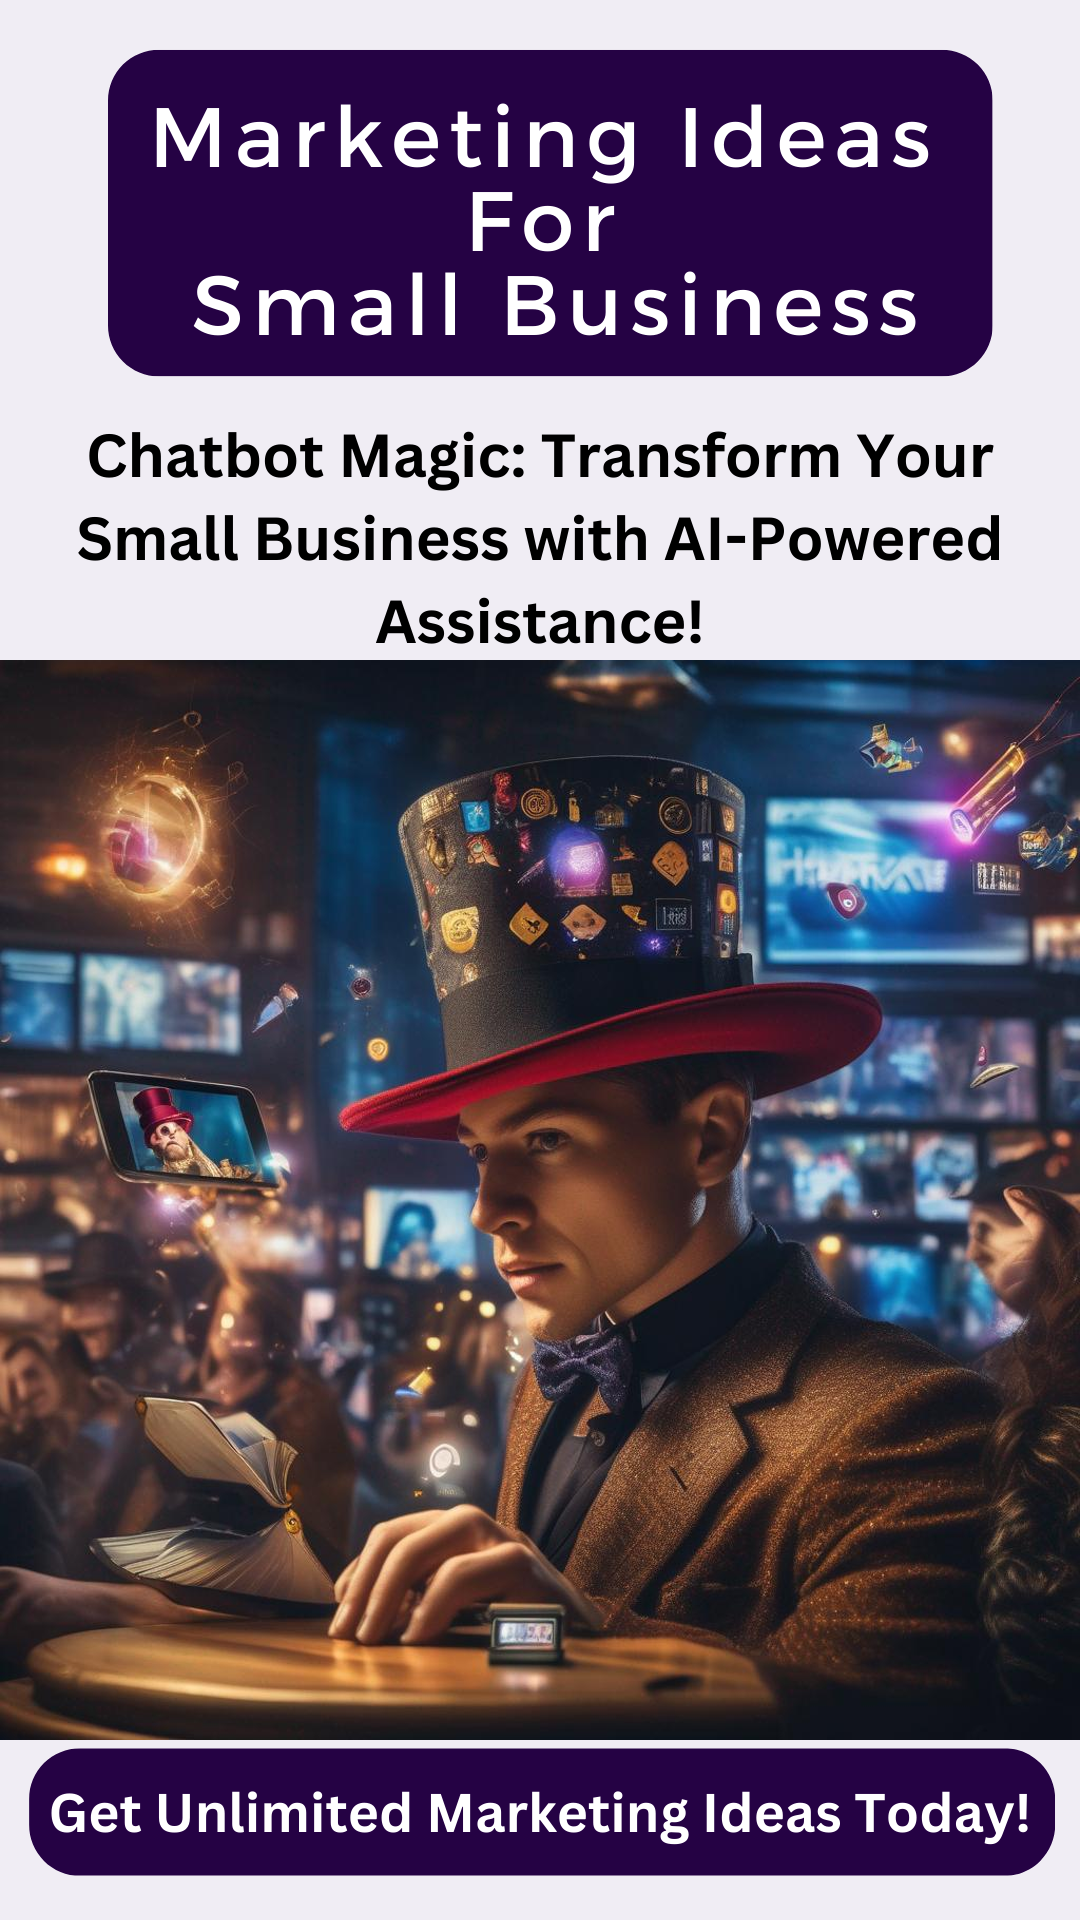 Marketing Ideas
For
Small Business
Chatbot Magic: Transform Your
Small Business with AI-Powered
Assistance!
Get Unlimited Marketing Ideas Today!